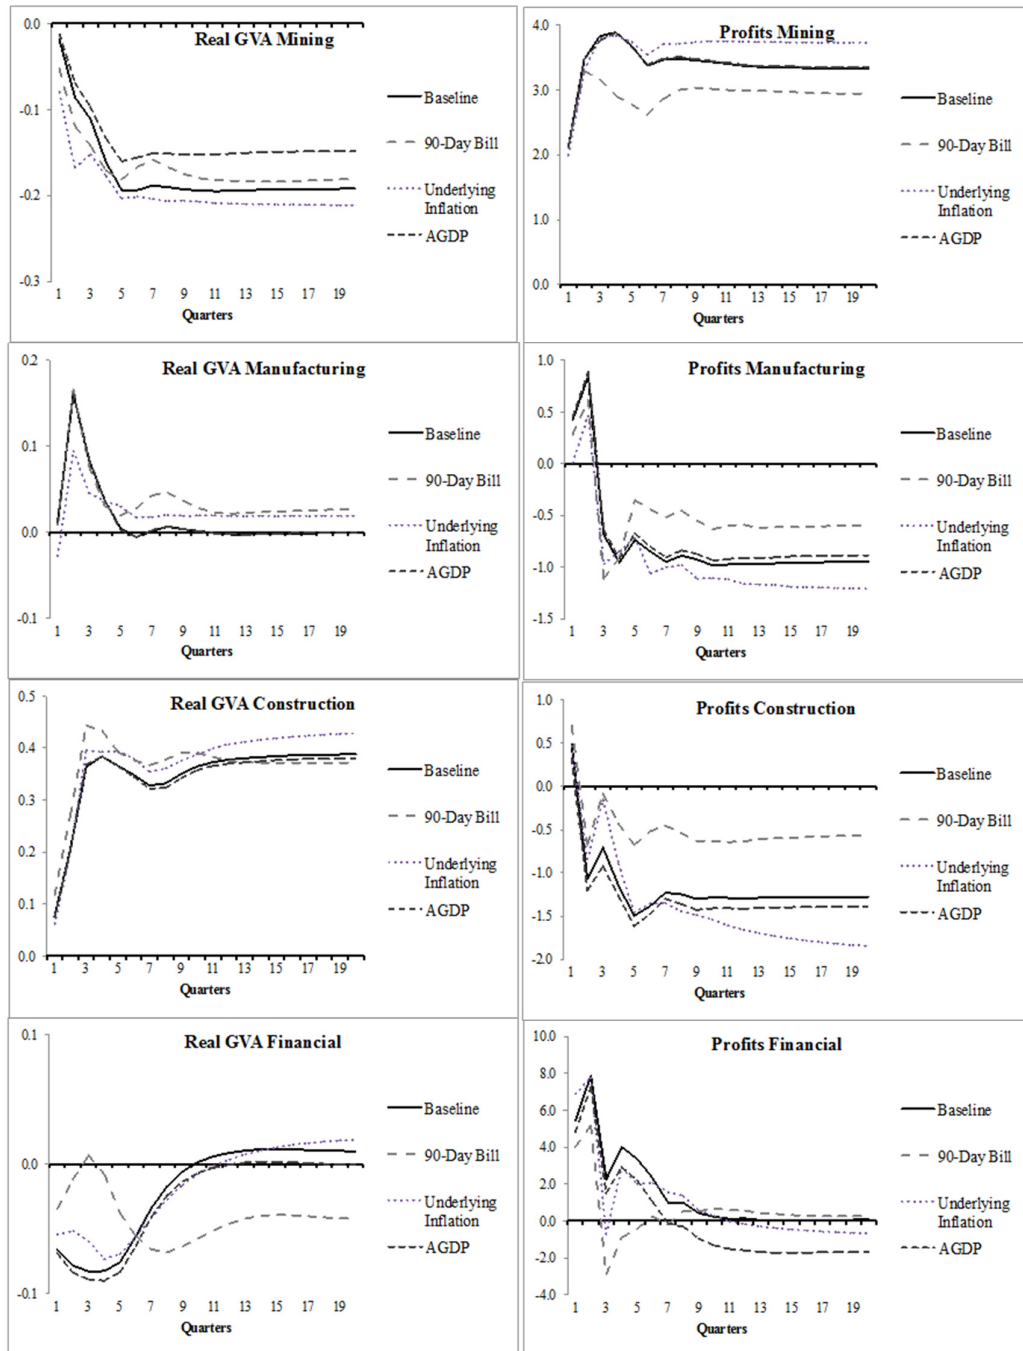 Real GVA Mining
0.0
-0.1
-0.2
-0.3
1 3 5 7 9 11 13 15 17 19
Quarters
Baseline
90-Day Bill
Underlying
Inflation
AGDP
Profits Mining
4.0
3.0
2.0
1.0
0.0
1 3 5 7 9 11 13 15 17 19
Quarters
Baseline
90-Day Bill
Underlying
Inflation
AGDP
Real GVA Manufacturing
0.2
0.1
0.0
-0.1
1 3 5 7 9 11 13 15 17 19
Quarters
Baseline
90-Day Bill
Underlying
Inflation
AGDP
Profits Manufacturing
1.0
0.5
0.0
-0.5
-1.0
-1.5
1 3 5 7 9 11 13 15 17 19
Quarters
Baseline
90-Day Bill
Underlying
Inflation
AGDP
Real GVA Construction
0.5
0.4
0.3
0.2
0.1
0.0
1 3 5 7 9 11 13 15 17 19
Quarters
Baseline
90-Day Bill
Underlying
Inflation
AGDP
Profits Construction
1.0
0.5
0.0
-0.5
-1.0
-1.5
-2.0
1 3 5 7 9 11 13 15 17 19
Quarters
Baseline
90-Day Bill
Underlying
Inflation
AGDP
Real GVA Financial
0.1
0.0
-0.1
1 3 5 7 9 11 13 15 17 19
Quarters
Baseline
90-Day Bill
Underlying
Inflation
AGDP
Profits Financial
10.0
8.0
6.0
4.0
2.0
0.0
-2.0
-4.0
1 3 5 7 9 11 13 15 17 19
Quarters
Baseline
90-Day Bill
Underlying
Inflation
AGDP